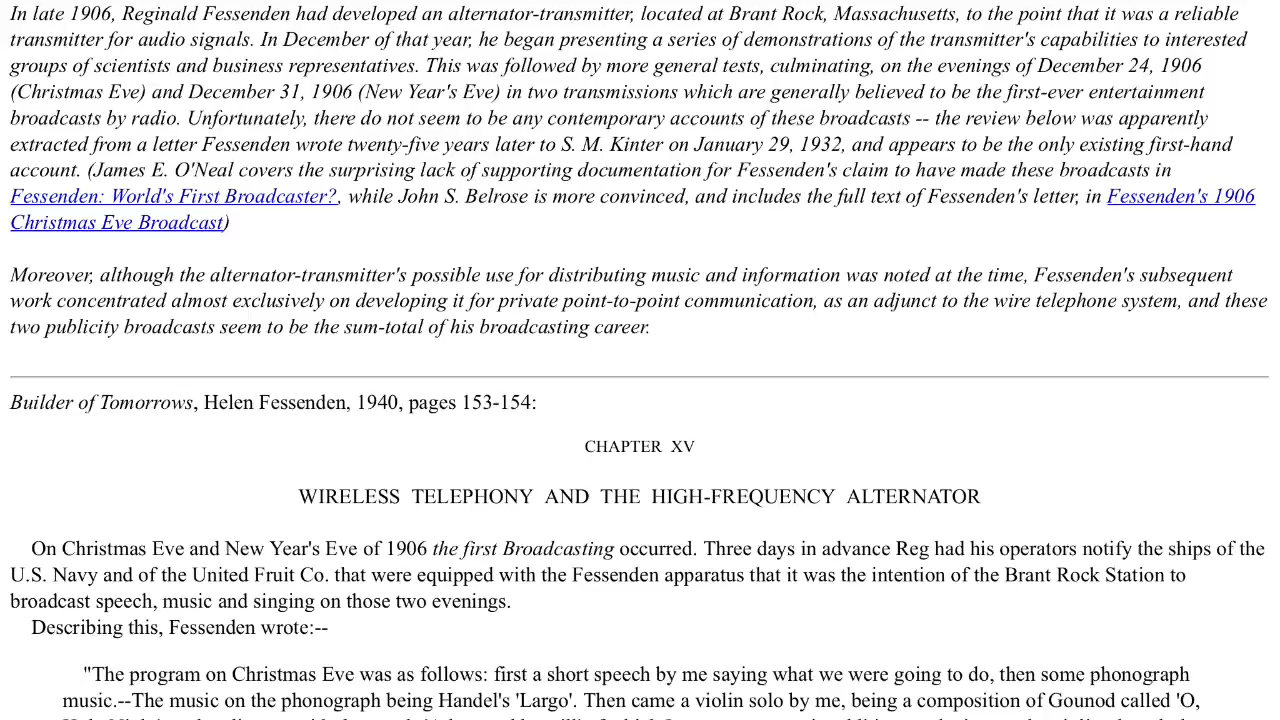 In late 1906, Reginald Fessenden had developed an alternator-transmitter, located at Brant Rock, Massachusetts, to the point that it was a reliable
transmitter for audio signals. In December of that year, he began presenting a series of demonstrations of the transmitter's capabilities to interested
groups of scientists and business representatives. This was followed by more general tests, culminating, on the evenings of December 24, 1906
(Christmas Eve) and December 31, 1906 (New Year's Eve) in two transmissions which are generally believed to be the first-ever entertainment
broadcasts by radio. Unfortunately, there do not seem to be any contemporary accounts of these broadcasts -- the review below was apparently
extracted from a letter Fessenden wrote twenty-five years later to S. M. Kinter on January 29, 1932, and appears to be the only existing first-hand
account. (James E. O'Neal covers the surprising lack of supporting documentation for Fessenden's claim to have made these broadcasts in
Fessenden: World's First Broadcaster?, while John S. Belrose is more convinced, and includes the full text of Fessenden's letter, in Fessenden's 1906
Christmas Eve Broadcast)
Moreover, although the alternator-transmitter's possible use for distributing music and information was noted at the time, Fessenden's subsequent
work concentrated almost exclusively on developing it for private point-to-point communication, as an adjunct to the wire telephone system, and these
two publicity broadcasts seem to be the sum-total of his broadcasting career.
Builder of Tomorrows, Helen Fessenden, 1940, pages 153-154:
CHAPTER XV
WIRELESS TELEPHONY AND THE HIGH-FREQUENCY ALTERNATOR
On Christmas Eve and New Year's Eve of 1906 the first Broadcasting occurred. Three days in advance Reg had his operators notify the ships of the
U.S. Navy and of the United Fruit Co. that were equipped with the Fessenden apparatus that it was the intention of the Brant Rock Station to
broadcast speech, music and singing on those two evenings.
Describing this, Fessenden wrote:--
"The program on Christmas Eve was as follows: first a short speech by me saying what we were going to do, then some phonograph
music.--The music on the phonograph being Handel's 'Largo'. Then came a violin solo by me, being a composition of Gounod called 'O,